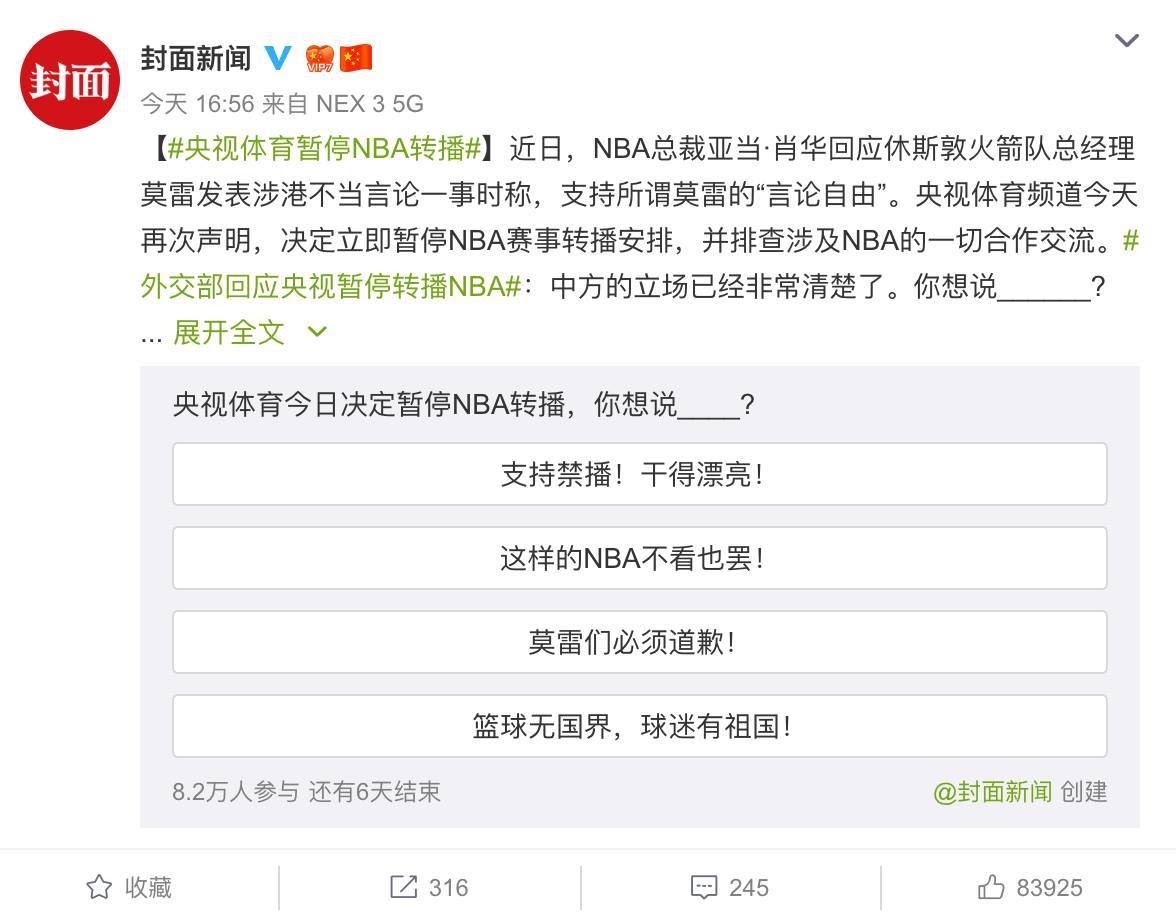 封面
封面新闻
VIP7
今天 16:56 来自 NEX 3 5G
【#央视体育暂停NBA转播#】近日，NBA总裁亚当·肖华回应休斯敦火箭队总经理
莫雷发表涉港不当言论一事时称，支持所谓莫雷的“言论自由”。央视体育频道今天
再次声明，决定立即暂停NBA赛事转播安排，并排查涉及NBA的一切合作交流。#
外交部回应央视暂停转播NBA#：中方的立场已经非常清楚了。你想说______？
... 展开全文
央视体育今日决定暂停NBA转播，你想说____？
支持禁播！干得漂亮！
这样的NBA不看也罢！
莫雷们必须道歉！
篮球无国界，球迷有祖国！
8.2万人参与 还有6天结束 @封面新闻 创建
收藏 316 245 83925